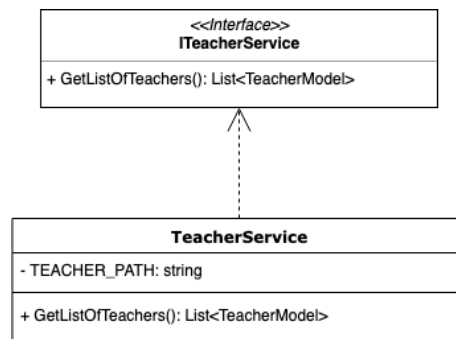 <<Interface>>
ITeacherService
+ GetListOfTeachers(): List<TeacherModel>
TeacherService
- TEACHER_PATH: string
+ GetListOfTeachers(): List<TeacherModel>